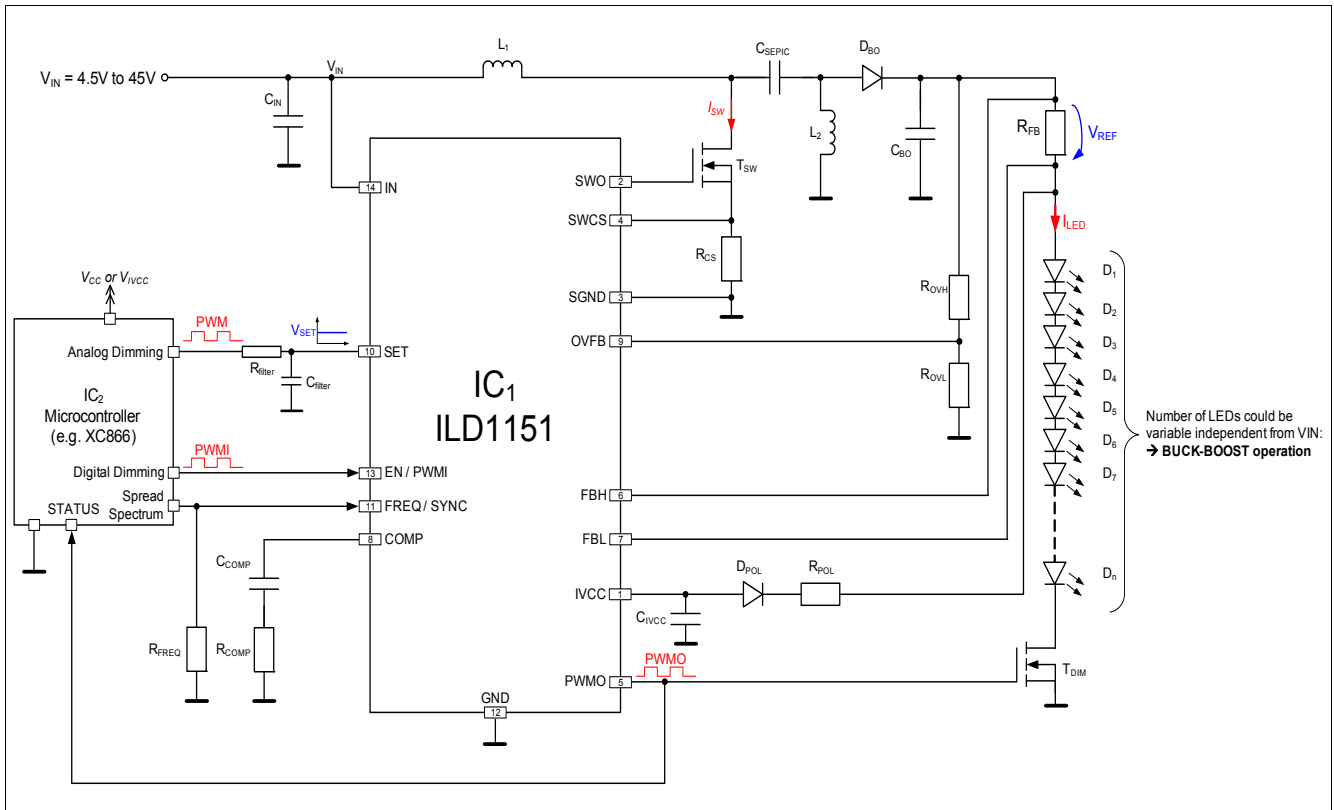 L1
CSEPIC
DBO
VIN = 4.5V to 45V
VIN
CIN
ISW
L2
CBO
RFB
VREF
TSW
14 IN
SWO 2
SWCS 4
RCS
ILED
SGND 3
ROVH
OVFB 9
ROVL
VCC or VIVCC
PWM
VSET
Analog Dimming
Rfilter
Cfilter
10 SET
IC2
Microcontroller
(e.g. XC866)
IC1
ILD1151
PWMI
Digital Dimming
13 EN / PWMI
Spread
Spectrum
STATUS
11 FREQ / SYNC
8 COMP
CCOMP
RFREQ
RCOMP
FBH 6
FBL 7
DPOL
RPOL
IVCC 1
CIVCC
PWMO
PWMO 5
GND
12
TDIM
D1
D2
D3
D4
D5
D6
D7
Dn
Number of LEDs could be
variable independent from VIN:
→ BUCK-BOOST operation